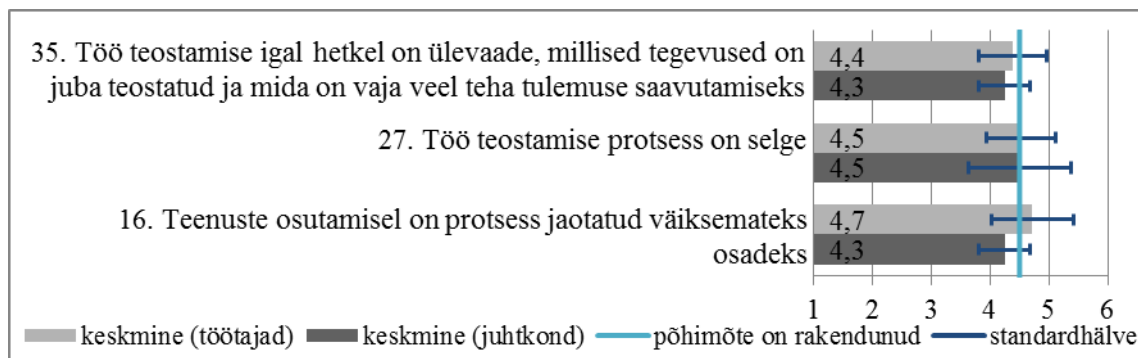 35. Töö teostamise igal hetkel on ülevaade, millised tegevused on
juba teostatud ja mida on vaja veel teha tulemuse saavutamiseks
4,4
4,3
27. Töö teostamise protsess on selge
4,5
4,5
16. Teenuste osutamisel on protsess jaotatud väiksemateks
osadeks
4,7
4,3
1 2 3 4 5 6
keskmine (töötajad) keskmine (juhtkond) põhimõte on rakendunud standardhälve